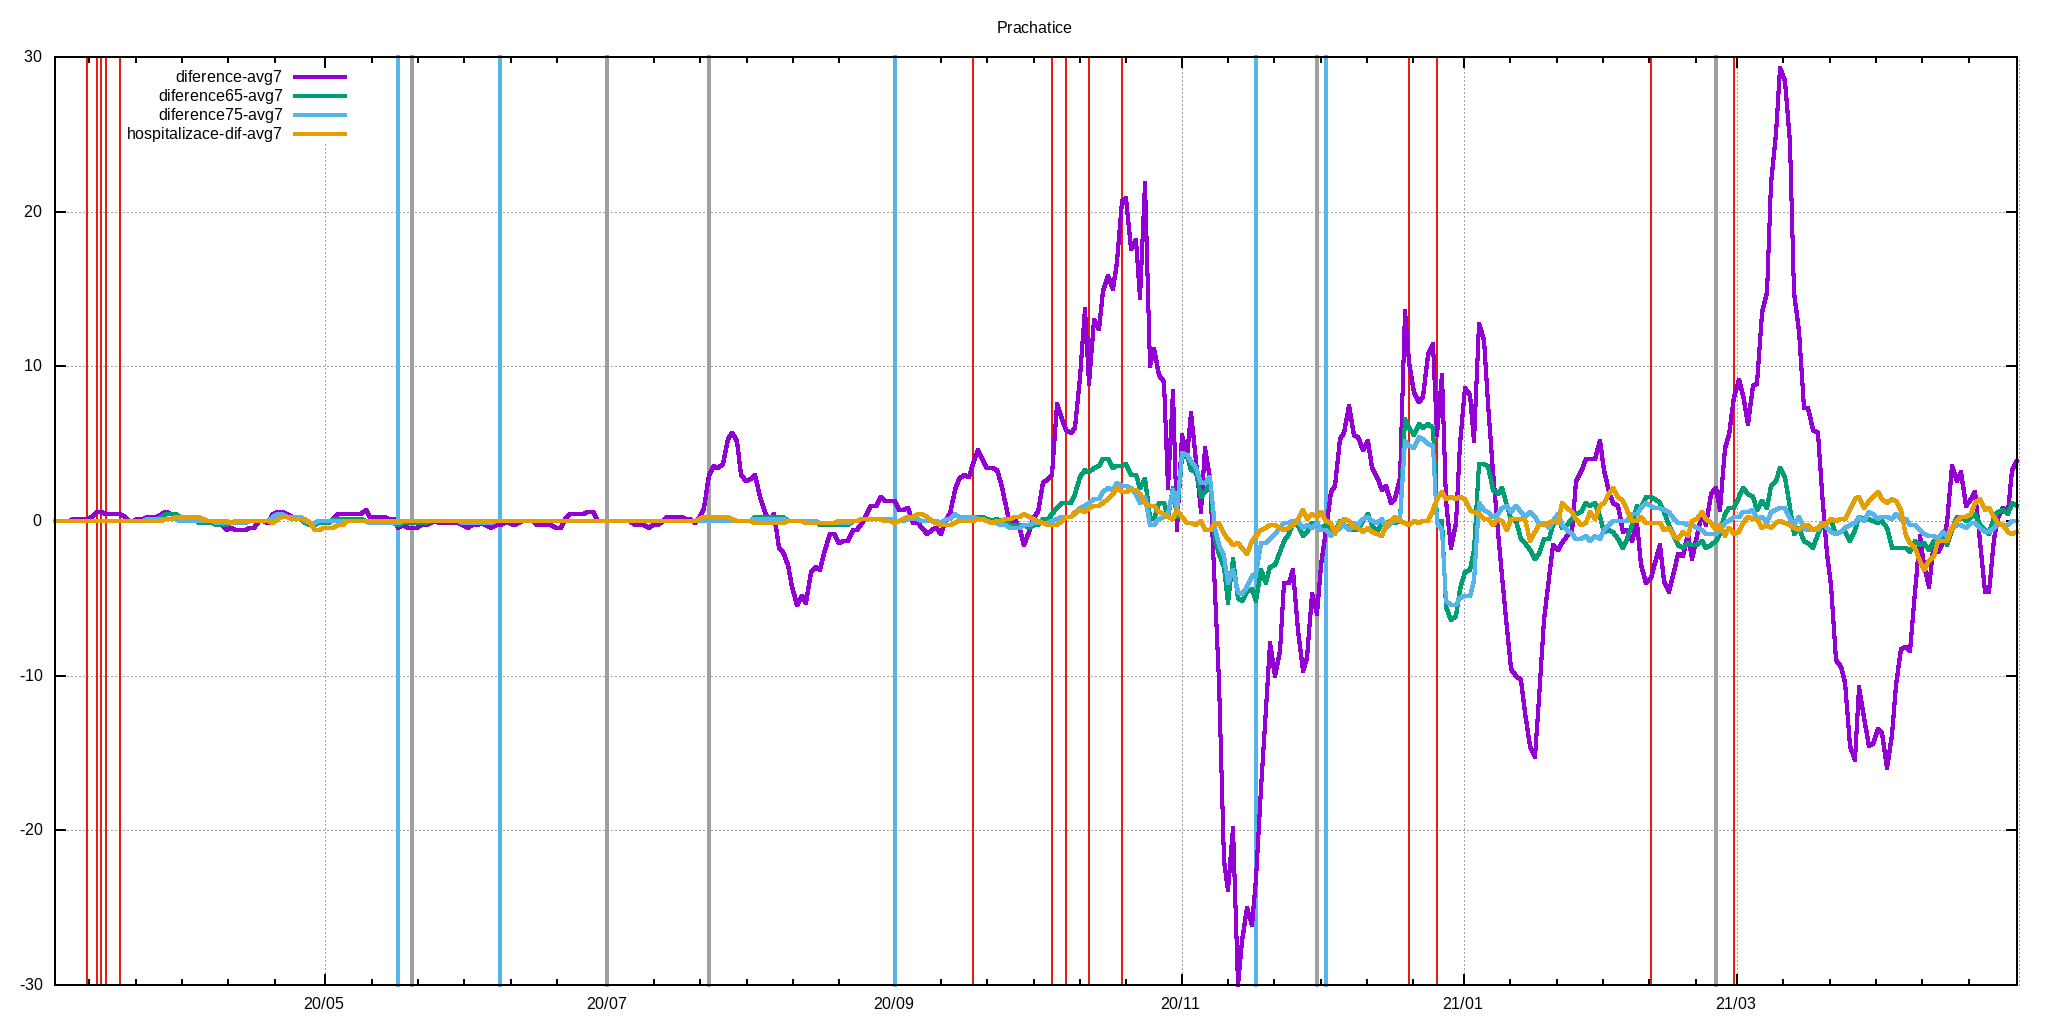 Prachatice
30
diference-avg7
diference65-avg7
diference75-avg7
hospitalizace-dif-avg7
20
10
0
-10
-20
-30
20/05 20/07 20/09 20/11 21/01 21/03